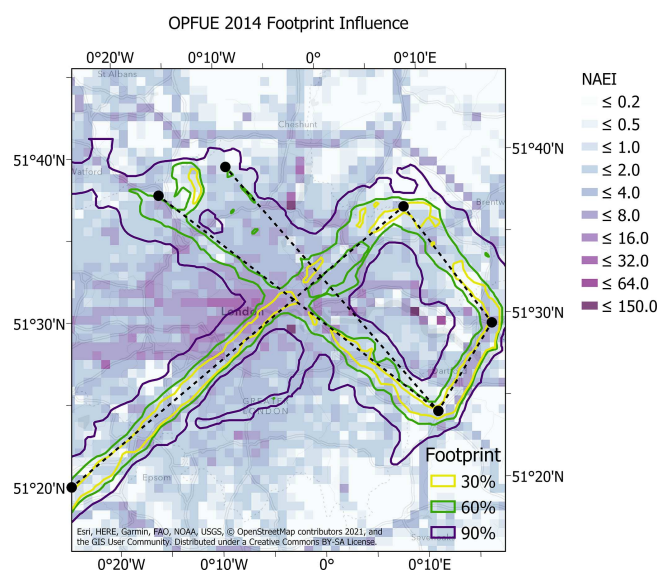 OPFUE 2014 Footprint Influence
0°20'W 0°10'W 0° 0°10'E
St Albans
Cheshunt
51°40'N
51°40'N
Watford
Brentw
51°30'N
51°30'N
London
Dartf
GREATER
LONDON
51°20'N
51°20'N
Epsom
Footprint
30%
60%
90%
Esri, HERE, Garmin, FAO, NOAA, USGS, © OpenStreetMap contributors 2021, and
the GIS User Community. Distributed under a Creative Commons BY-SA License.
0°20'W 0°10'W 0° 0°10'E
NAEI
≤ 0.2
≤ 0.5
≤ 1.0
≤ 2.0
≤ 4.0
≤ 8.0
≤ 16.0
≤ 32.0
≤ 64.0
≤ 150.0